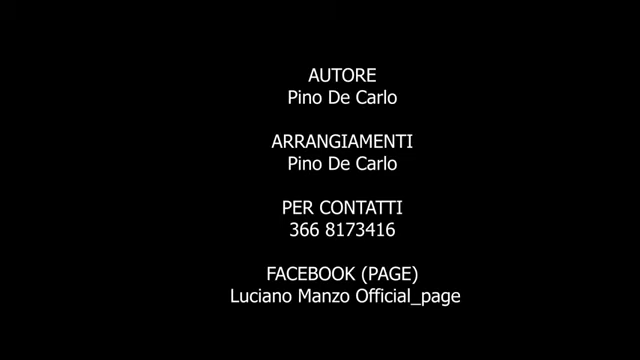 AUTORE
Pino De Carlo
ARRANGIAMENTI
Pino De Carlo
PER CONTATTI
366 8173416
FACEBOOK (PAGE)
Luciano Manzo Official_page